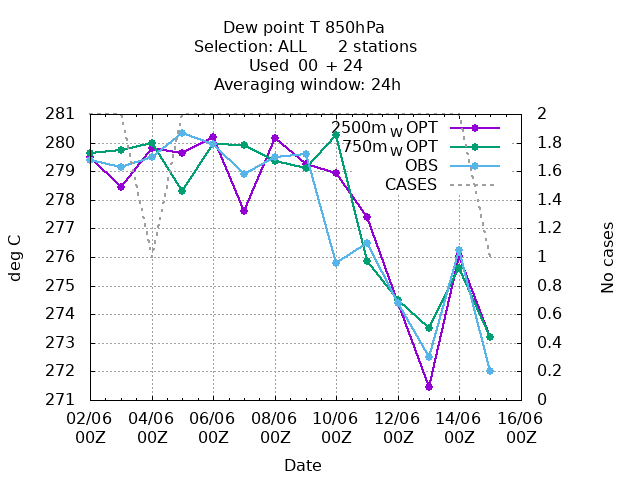 Dew point T 850hPa
Selection: ALL 2 stations
Used 00 + 24
Averaging window: 24h
281 2
280 1.8
279 1.6
278 1.4
277 1.2
276 1
275 0.8
274 0.6
273 0.4
272 0.2
271 0
2500m W OPT
750m W OPT
OBS
CASES
deg C
No cases
02/06 04/06 06/06 08/06 10/06 12/06 14/06 16/06
00Z 00Z 00Z 00Z 00Z 00Z 00Z 00Z
Date